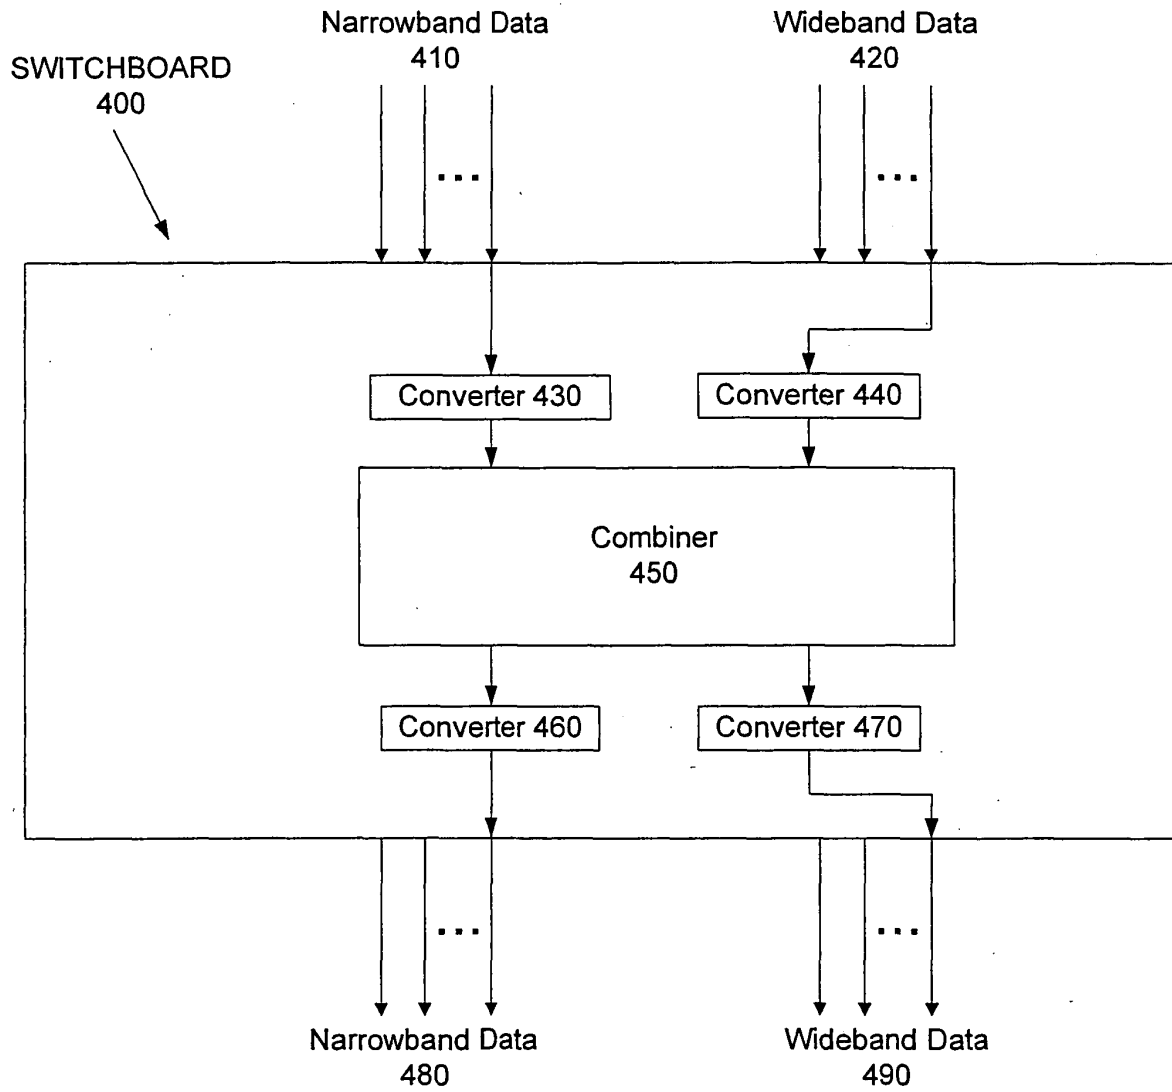 Narrowband Data
410
Wideband Data
420
SWITCHBOARD
400
Converter 430
Converter 440
Combiner
450
Converter 460
Converter 470
Narrowband Data
480
Wideband Data
490